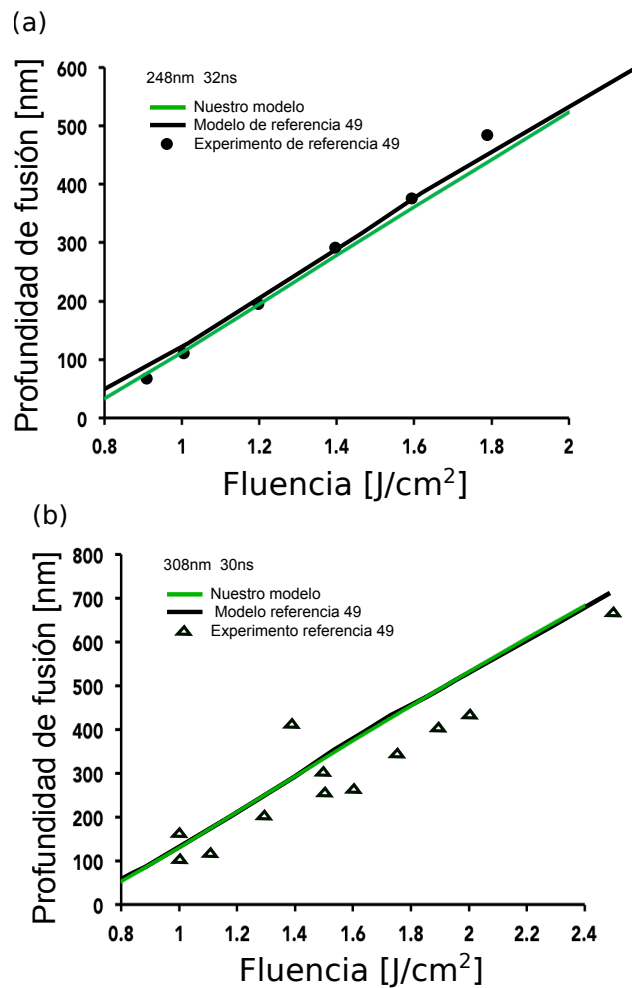 (a)
Profundidad de fusión [nm]
600
500
400
300
200
100
0
248nm 32ns
Nuestro modelo
Modelo de referencia 49
Experimento de referencia 49
0.8 1 1.2 1.4 1.6 1.8 2
Fluencia [J/cm²]
(b)
Profundidad de fusión [nm]
800
700
600
500
400
300
200
100
0
308nm 30ns
Nuestro modelo
Modelo referencia 49
Experimento referencia 49
0.8 1 1.2 1.4 1.6 1.8 2 2.2 2.4
Fluencia [J/cm²]